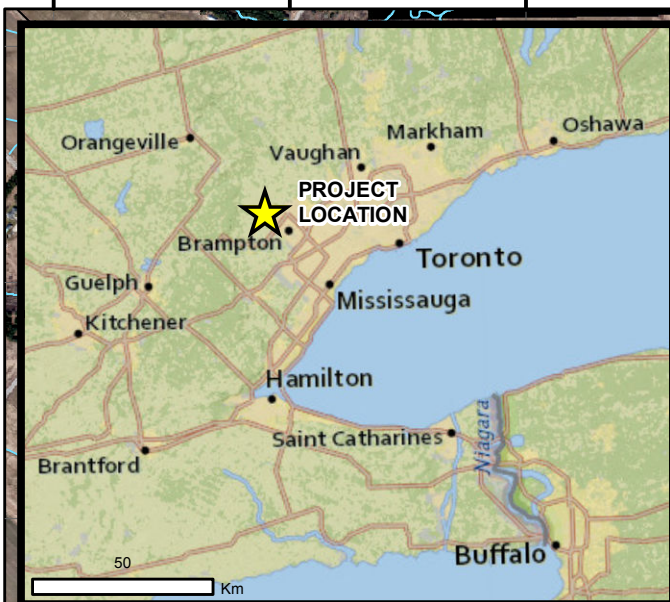 Orangeville
Vaughan
Markham
Oshawa
PROJECT
LOCATION
Brampton
Toronto
Guelph
Mississauga
Kitchener
Hamilton
Saint Catharines
Niagara
Brantford
Buffalo
50
Km